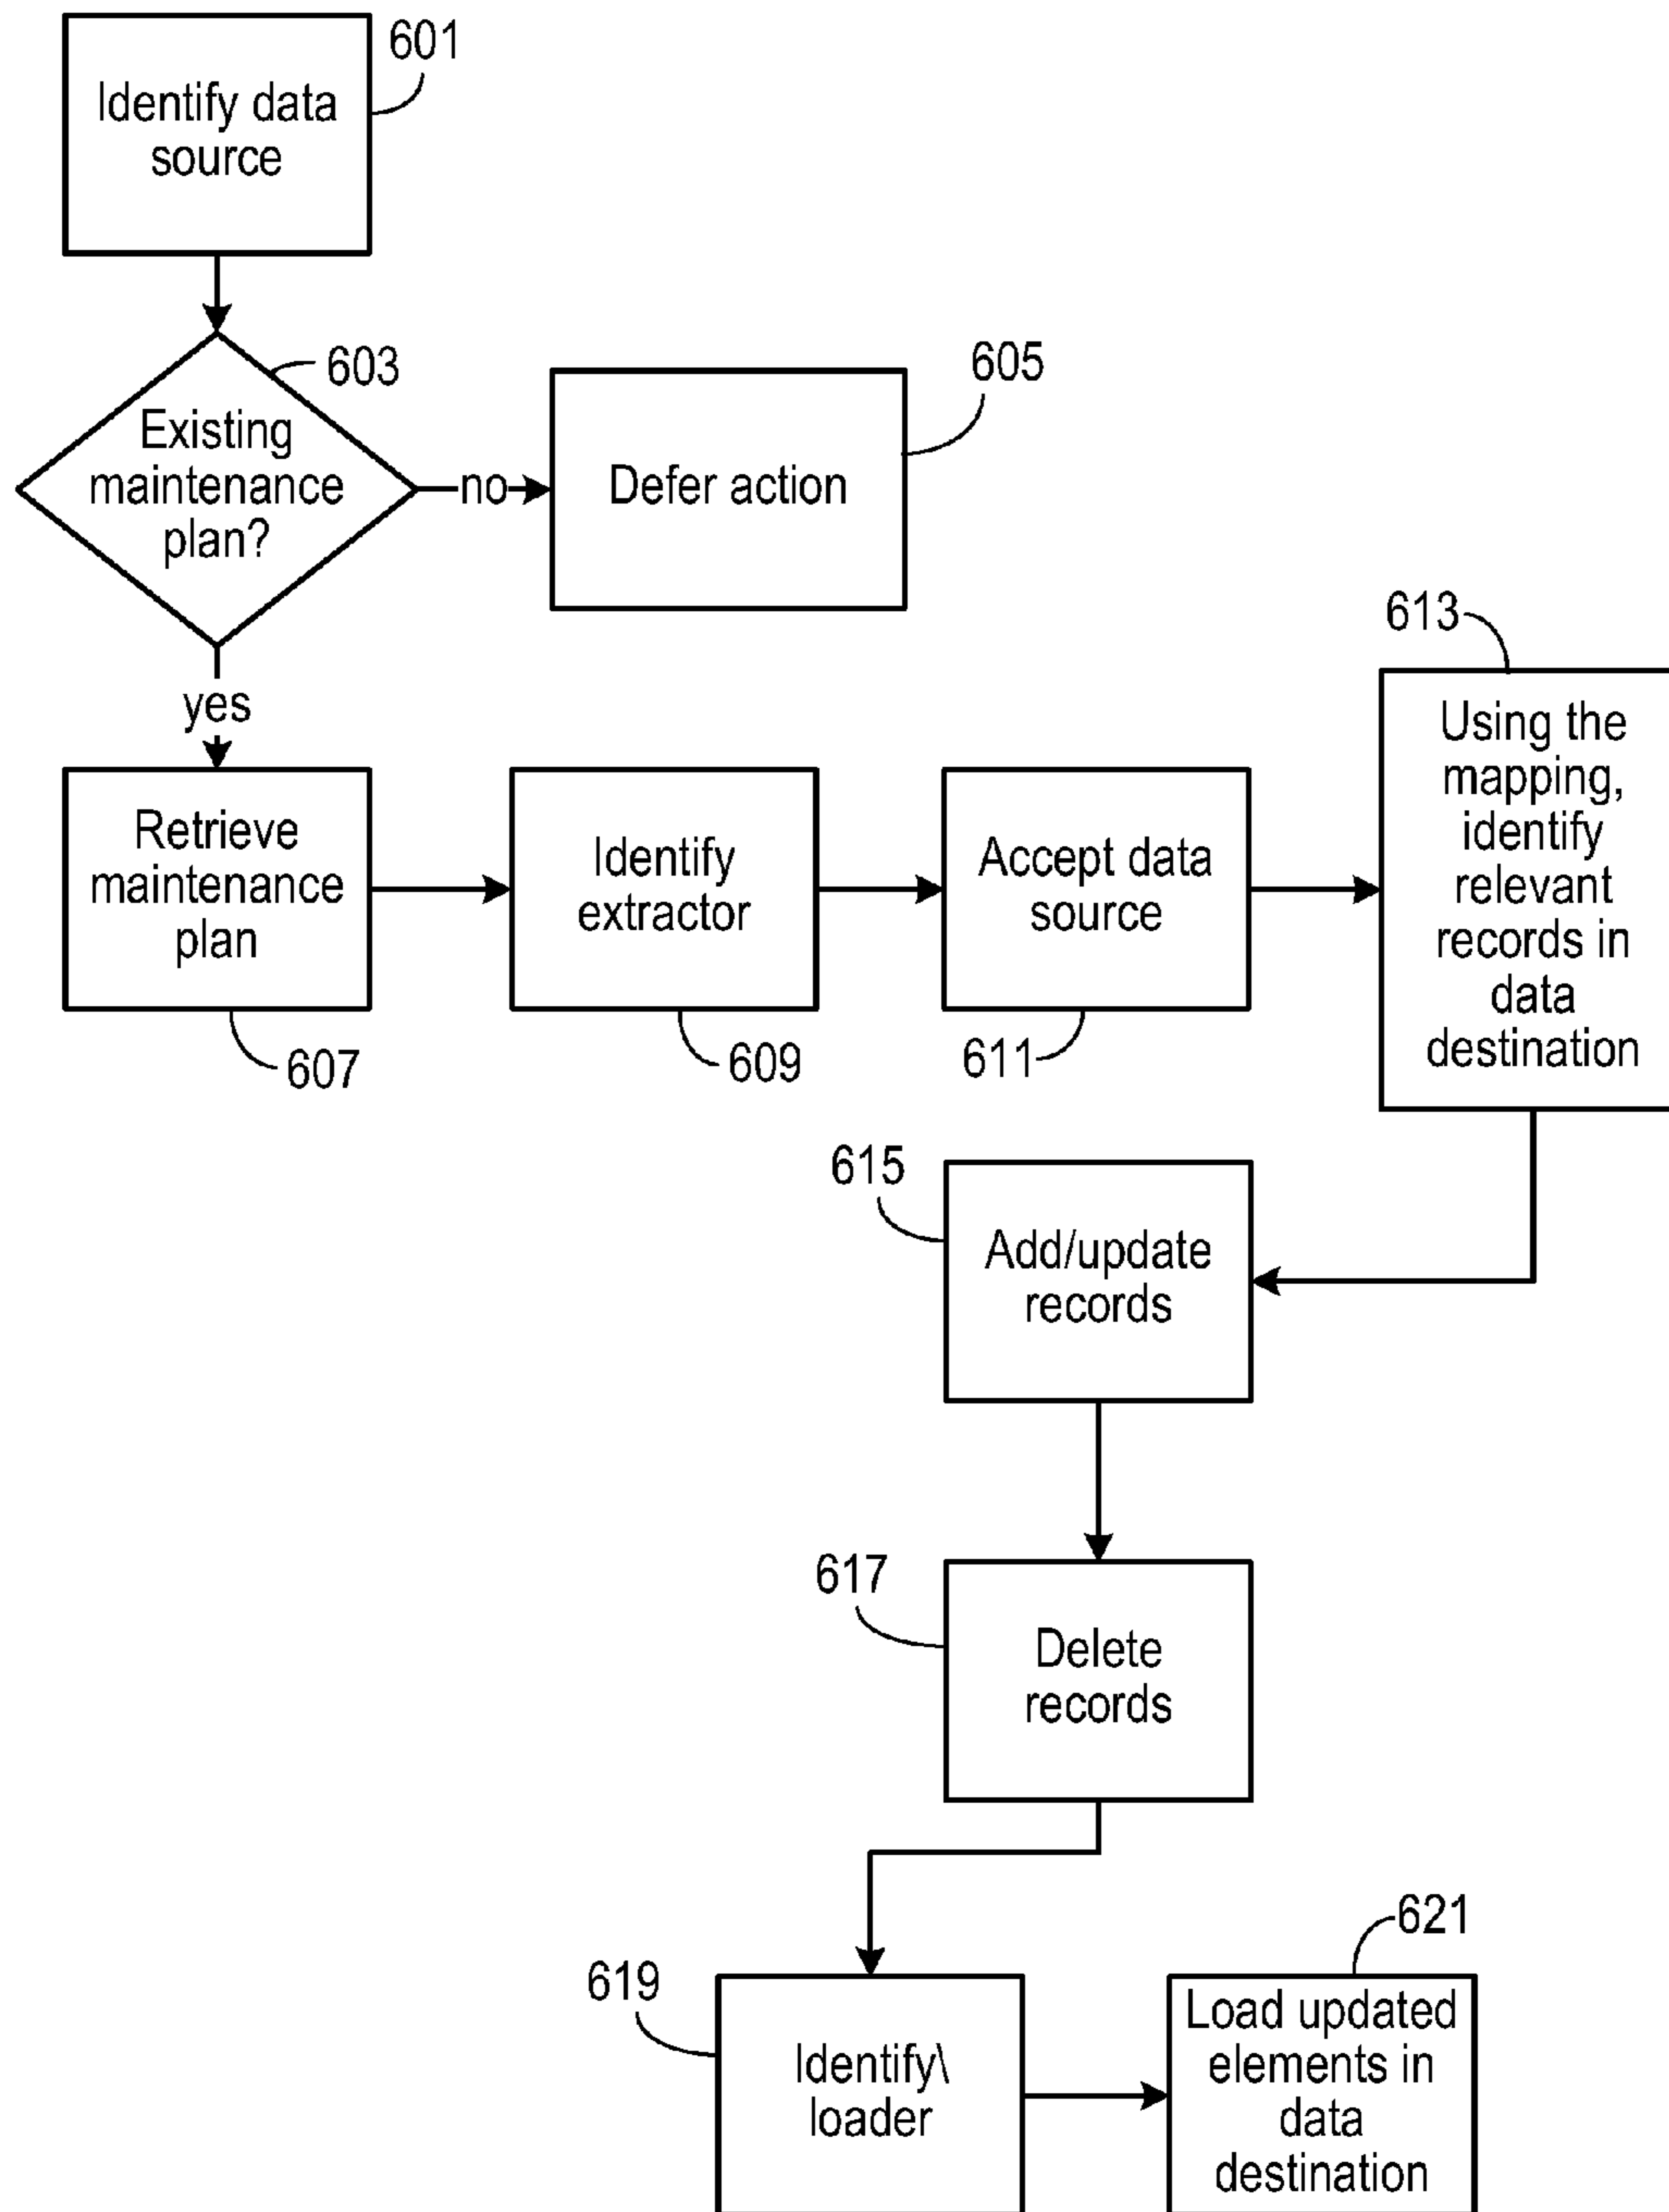 601
Identify data
source
603
Existing
maintenance
plan?
no
605
Defer action
yes
613
Using the
mapping,
identify
relevant
records in
data
destination
Retrieve
maintenance
plan
607
Identify
extractor
609
Accept data
source
611
615
Add/update
records
617
Delete
records
619
Identify\
loader
621
Load updated
elements in
data
destination